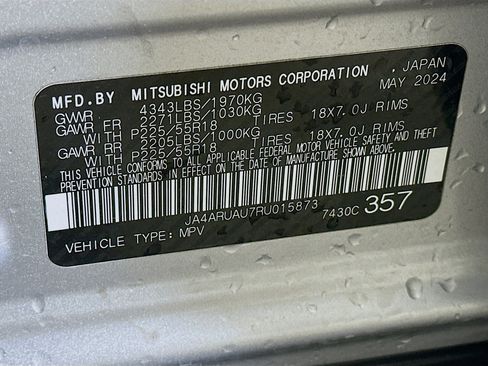 MFD.BY MITSUBISHI MOTORS CORPORATION , JAPAN
GVWR 4343LBS/1970KG MAY 2024
GAWR FR 2271LBS/1030KG
WITH P225/55R18 TIRES 18X7.0J RIMS
GAWR RR 2205LBS/1000KG
WITH P225/55R18 TIRES 18X7.0J RIMS
THIS VEHICLE CONFORMS TO ALL APPLICABLE FEDERAL MOTOR VEHICLE SAFETY AND THEFT
PREVENTION STANDARDS IN EFFECT ON THE DATE OF MANUFACTURE SHOWN ABOVE.
JA4ARUAU7RU015873 7430C 357
VEHICLE TYPE: MPV